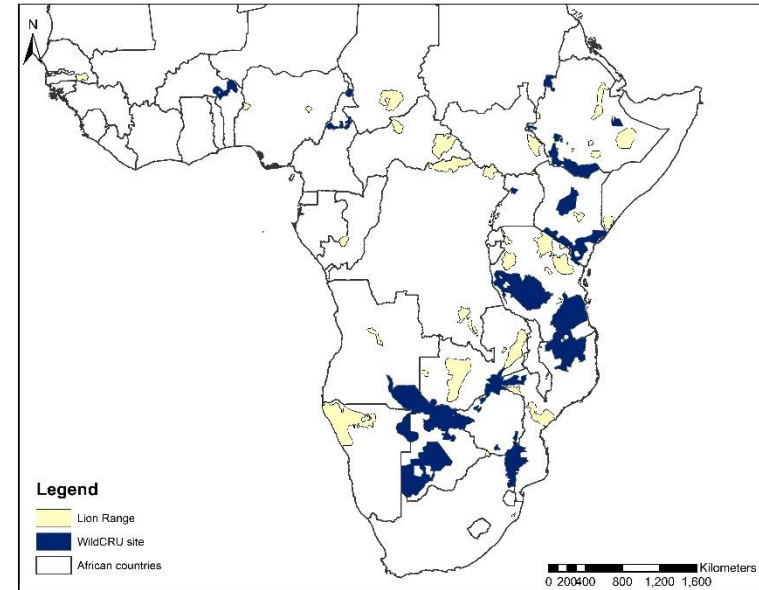 N
Legend
Lion Range
WildCRU site
African countries
Kilometers
0 200400 800 1,200 1,600